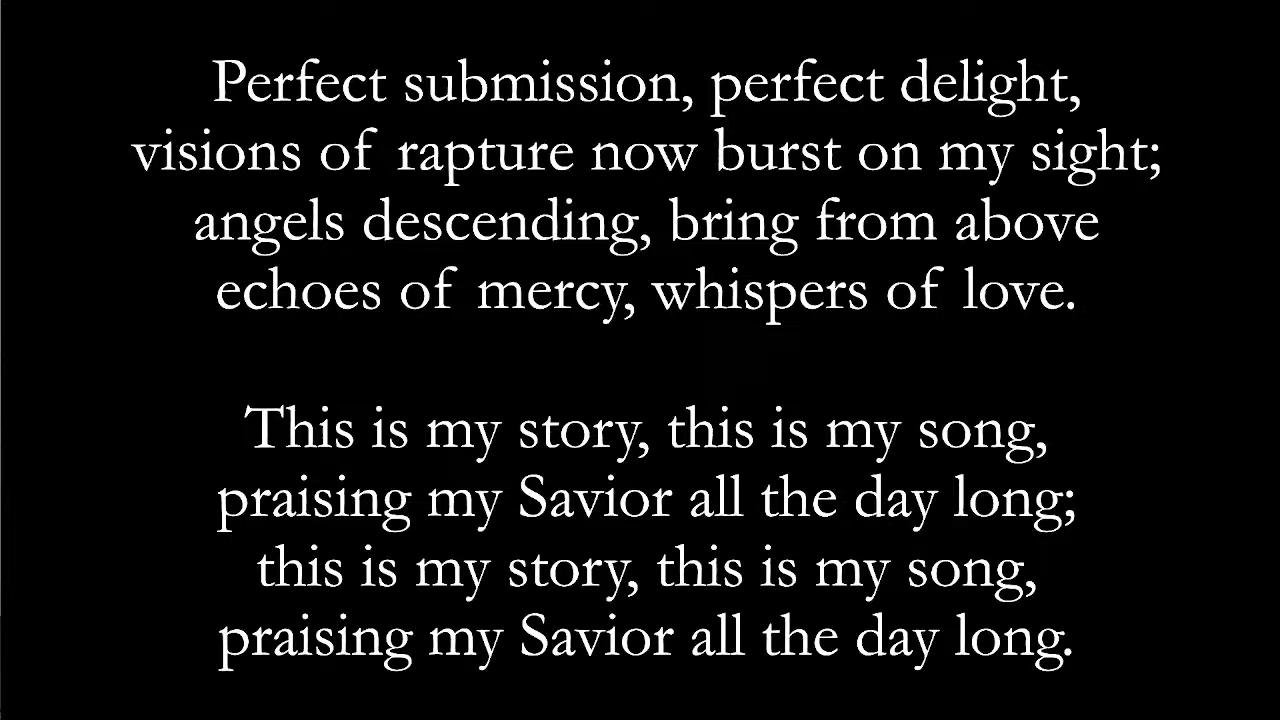 Perfect submission, perfect delight,
visions of rapture now burst on my sight;
angels descending, bring from above
echoes of mercy, whispers of love.
This is my story, this is my song,
praising my Savior all the day long;
this is my story, this is my song,
praising my Savior all the day long.